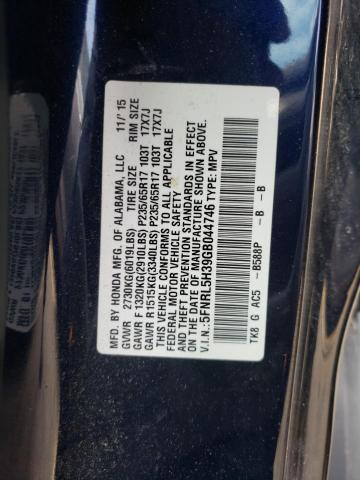 MFD. BY HONDA MFG. OF ALABAMA, LLC 11/' 15
GVWR 2730KG(6019LBS) TIRE SIZE RIM SIZE
GAWR F 1320KG(2910LBS) P235/65R17 103T 17X7J
GAWR R1515KG(3340LBS) P235/65R17 103T 17X7J
THIS VEHICLE CONFORMS TO ALL APPLICABLE
FEDERAL MOTOR VEHICLE SAFETY
AND THEFT PREVENTION STANDARDS IN EFFECT
ON THE DATE OF MANUFACTURE SHOWN ABOVE.
V.I.N.: 5FNRL5H39GB044746 TYPE: MPV
TK8 G AC5 -B588P -B -B